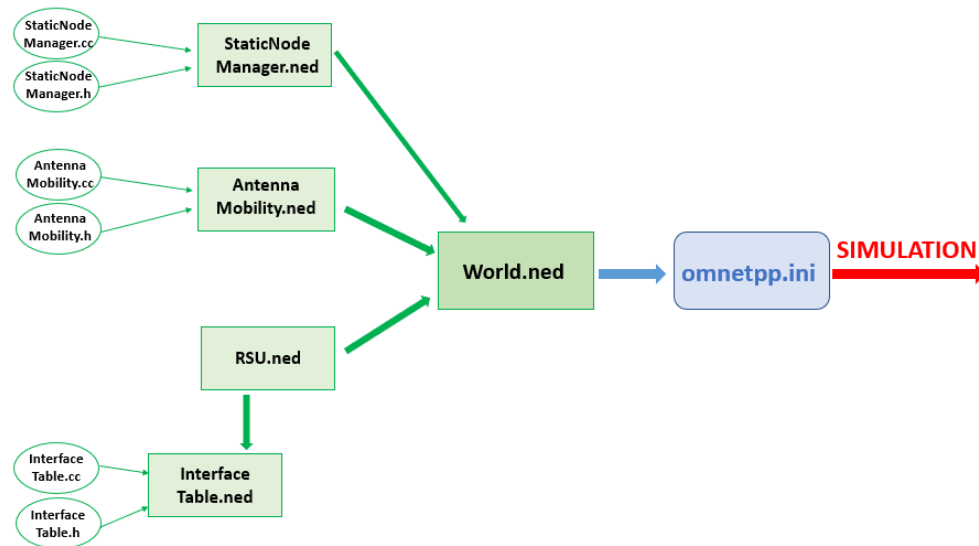 StaticNode
Manager.cc
StaticNode
Manager.h
StaticNode
Manager.ned
Antenna
Mobility.cc
Antenna
Mobility.h
Antenna
Mobility.ned
World.ned
omnetpp.ini
SIMULATION
RSU.ned
Interface
Table.cc
Interface
Table.h
Interface
Table.ned